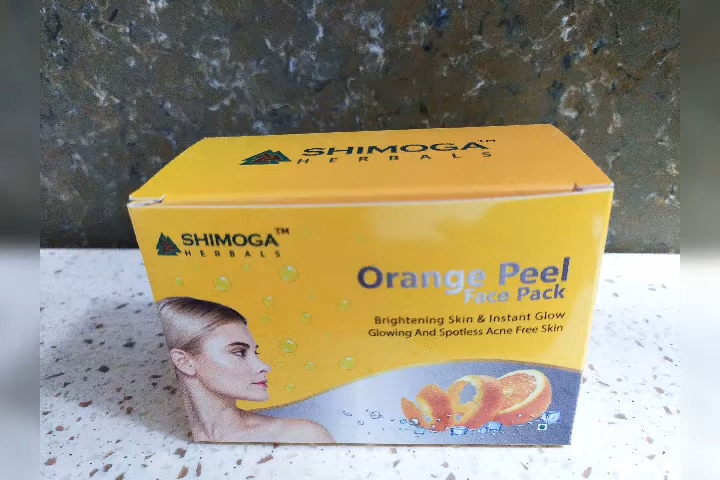 SHIMOGA™
HERBALS
SHIMOGA™
HERBALS
Orange Peel
Face Pack
Brightening Skin & Instant Glow
Glowing And Spotless Acne Free Skin